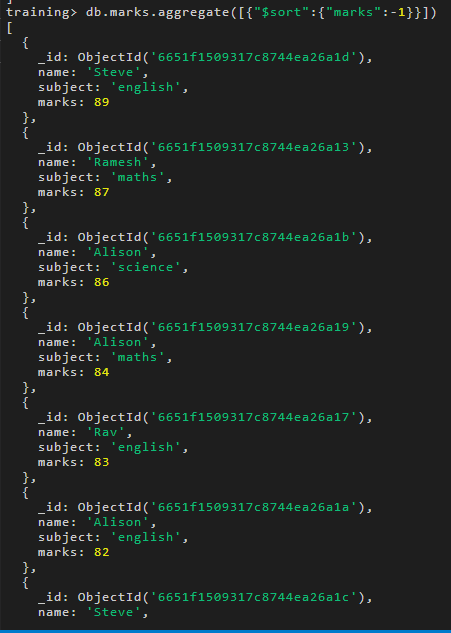 training> db.marks.aggregate([{"$sort":{"marks":-1}}])
[
  {
    _id: ObjectId('6651f1509317c8744ea26a1d'),
    name: 'Steve',
    subject: 'english',
    marks: 89
  },
  {
    _id: ObjectId('6651f1509317c8744ea26a13'),
    name: 'Ramesh',
    subject: 'maths',
    marks: 87
  },
  {
    _id: ObjectId('6651f1509317c8744ea26a1b'),
    name: 'Alison',
    subject: 'science',
    marks: 86
  },
  {
    _id: ObjectId('6651f1509317c8744ea26a19'),
    name: 'Alison',
    subject: 'maths',
    marks: 84
  },
  {
    _id: ObjectId('6651f1509317c8744ea26a17'),
    name: 'Rav',
    subject: 'english',
    marks: 83
  },
  {
    _id: ObjectId('6651f1509317c8744ea26a1a'),
    name: 'Alison',
    subject: 'english',
    marks: 82
  },
  {
    _id: ObjectId('6651f1509317c8744ea26a1c'),
    name: 'Steve',